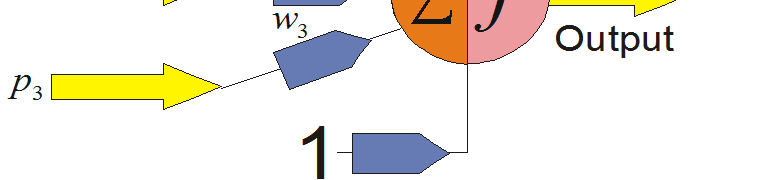 w₃
Σ f
Output
p₃
1